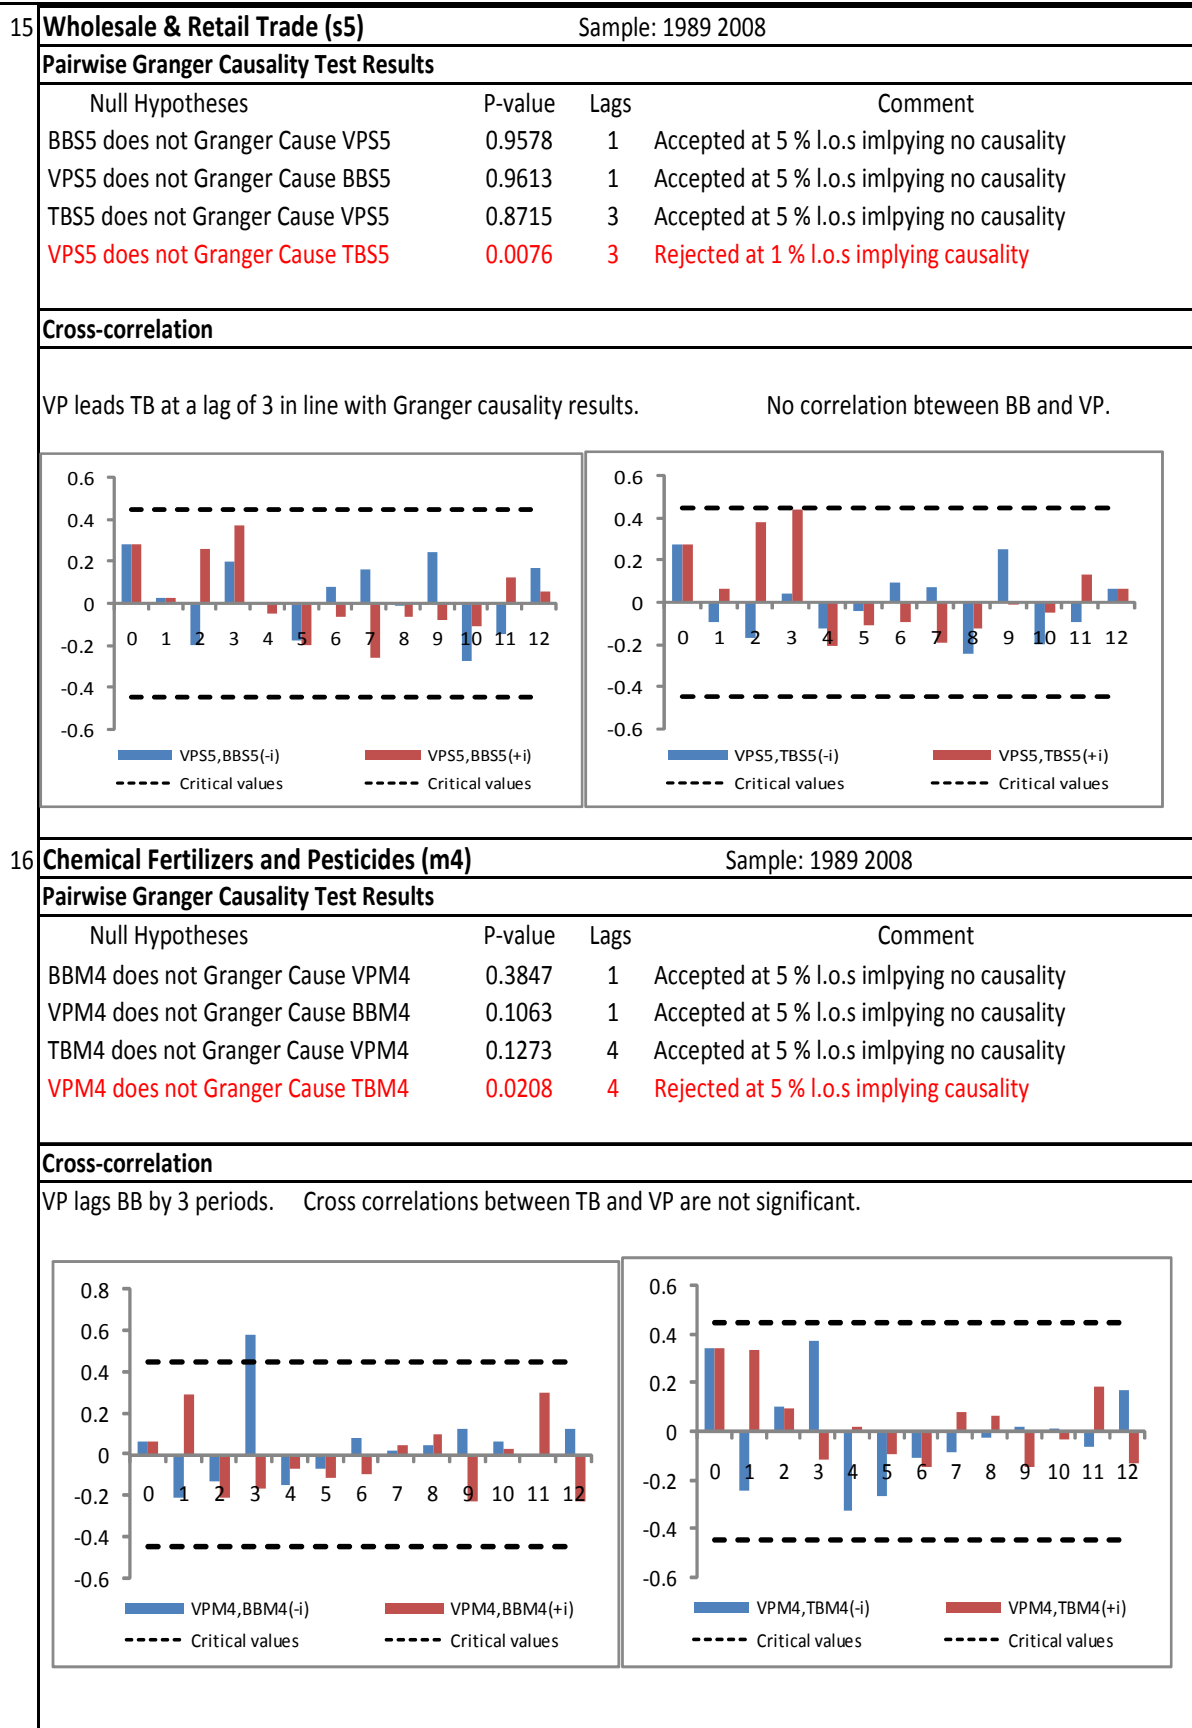 15 Wholesale & Retail Trade (s5) Sample: 1989 2008
Pairwise Granger Causality Test Results
Null Hypotheses P-value Lags Comment
BBS5 does not Granger Cause VPS5 0.9578 1 Accepted at 5 % l.o.s imlpying no causality
VPS5 does not Granger Cause BBS5 0.9613 1 Accepted at 5 % l.o.s imlpying no causality
TBS5 does not Granger Cause VPS5 0.8715 3 Accepted at 5 % l.o.s imlpying no causality
VPS5 does not Granger Cause TBS5 0.0076 3 Rejected at 1 % l.o.s implying causality
Cross-correlation
VP leads TB at a lag of 3 in line with Granger causality results. No correlation bteween BB and VP.
0.6
0.4
0.2
0
-0.2
-0.4
-0.6
0 1 2 3 4 5 6 7 8 9 10 11 12
VPS5,BBS5(-i) VPS5,BBS5(+i)
Critical values Critical values
0.6
0.4
0.2
0
-0.2
-0.4
-0.6
0 1 2 3 4 5 6 7 8 9 10 11 12
VPS5,TBS5(-i) VPS5,TBS5(+i)
Critical values Critical values
16 Chemical Fertilizers and Pesticides (m4) Sample: 1989 2008
Pairwise Granger Causality Test Results
Null Hypotheses P-value Lags Comment
BBM4 does not Granger Cause VPM4 0.3847 1 Accepted at 5 % l.o.s imlpying no causality
VPM4 does not Granger Cause BBM4 0.1063 1 Accepted at 5 % l.o.s imlpying no causality
TBM4 does not Granger Cause VPM4 0.1273 4 Accepted at 5 % l.o.s imlpying no causality
VPM4 does not Granger Cause TBM4 0.0208 4 Rejected at 5 % l.o.s implying causality
Cross-correlation
VP lags BB by 3 periods. Cross correlations between TB and VP are not significant.
0.8
0.6
0.4
0.2
0
-0.2
-0.4
-0.6
0 1 2 3 4 5 6 7 8 9 10 11 12
VPM4,BBM4(-i) VPM4,BBM4(+i)
Critical values Critical values
0.6
0.4
0.2
0
-0.2
-0.4
-0.6
0 1 2 3 4 5 6 7 8 9 10 11 12
VPM4,TBM4(-i) VPM4,TBM4(+i)
Critical values Critical values